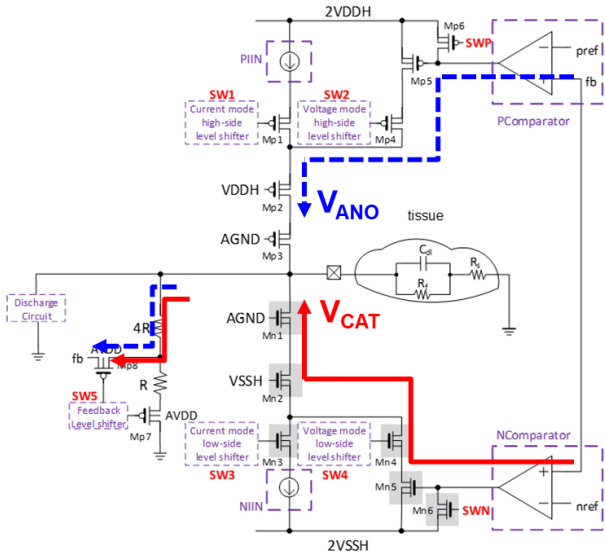 2VDDH
Mp6
SWP
pref
fb
PIIN
Mp5
PComparator
SW1
SW2
Current mode
high-side
level shifter
Mp1
Voltage mode
high-side
level shifter
Mp4
VDDH
Mp2
VANO
AGND
Mp3
tissue
Cdl
Rs
Rf
Discharge
Circuit
4R
AGND
Mn1
VCAT
AVDD
fb
Mp8
R
VSSH
Mn2
SW5
Feedback
Level shifter
AVDD
Mp7
Current mode
low-side
level shifter
Mn3
Voltage mode
low-side
level shifter
Mn4
NComparator
SW3
SW4
NIIN
Mn5
Mn6
SWN
nref
2VSSH